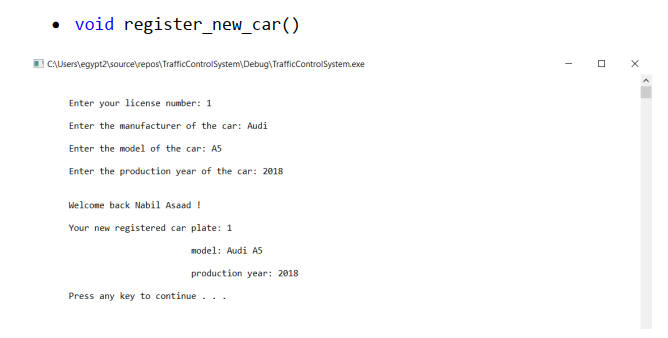 • void register_new_car()
C:\Users\egypt2\source\repos\TrafficControlSystem\Debug\TrafficControlSystem.exe
Enter your license number: 1
Enter the manufacturer of the car: Audi
Enter the model of the car: A5
Enter the production year of the car: 2018
Welcome back Nabil Asaad !
Your new registered car plate: 1
model: Audi A5
production year: 2018
Press any key to continue . . .